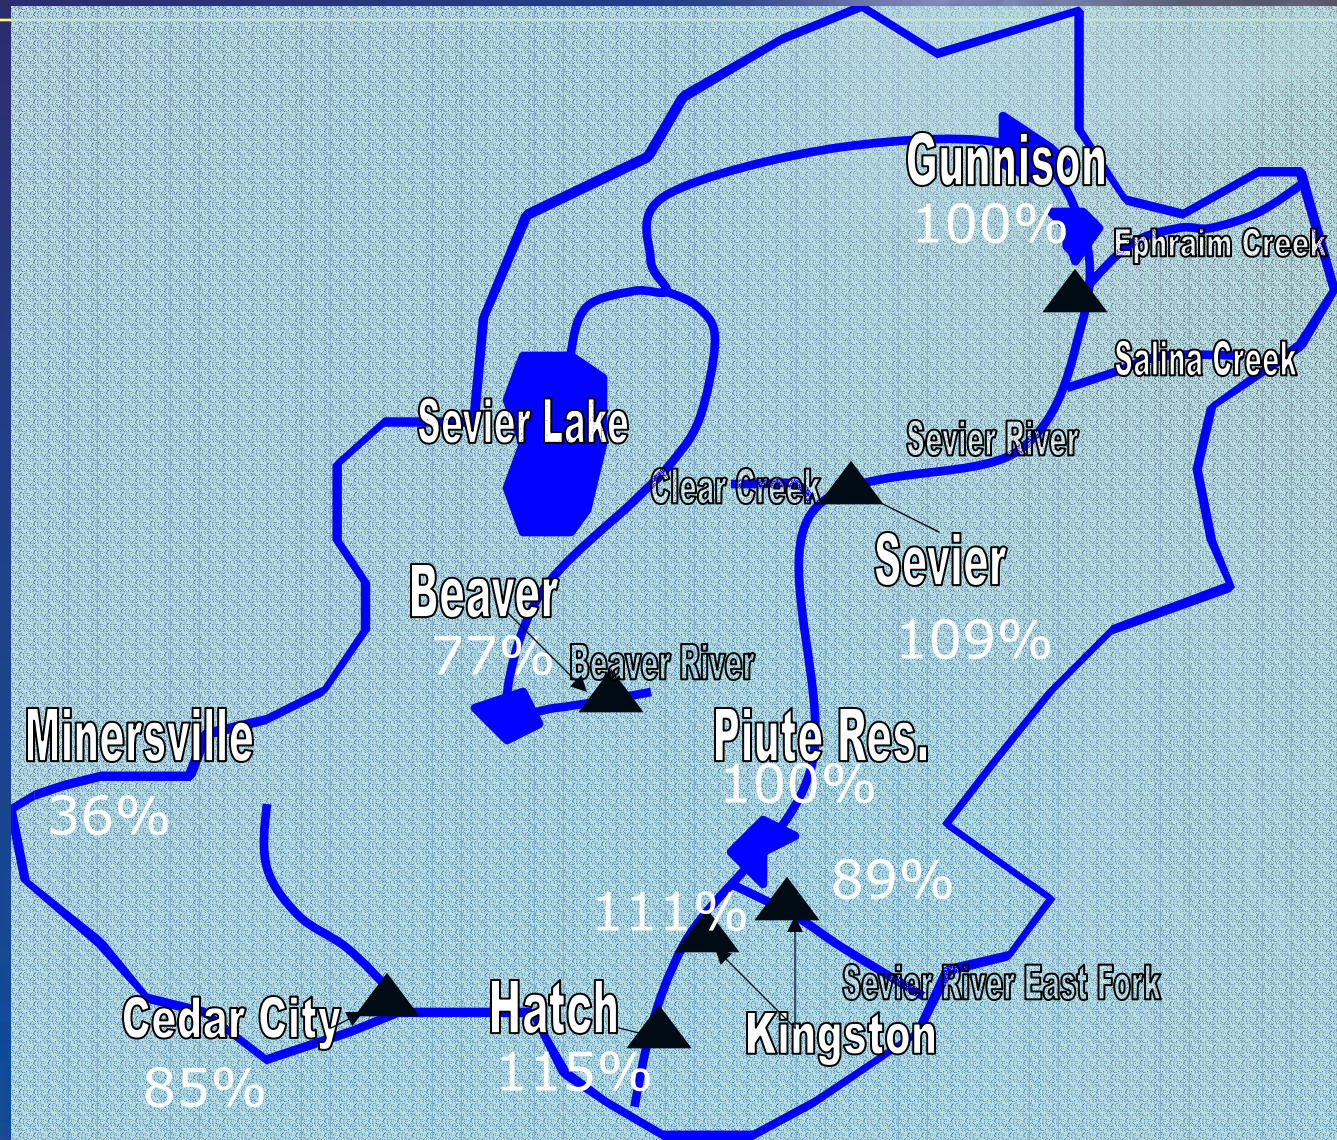 Gunnison
100%
Ephraim Creek
Salina Creek
Sevier Lake
Sevier River
Clear Creek
Sevier
109%
Beaver
77%
Beaver River
Minersville
36%
Piute Res.
100%
89%
111%
Sevier River East Fork
Kingston
Hatch
115%
Cedar City
85%